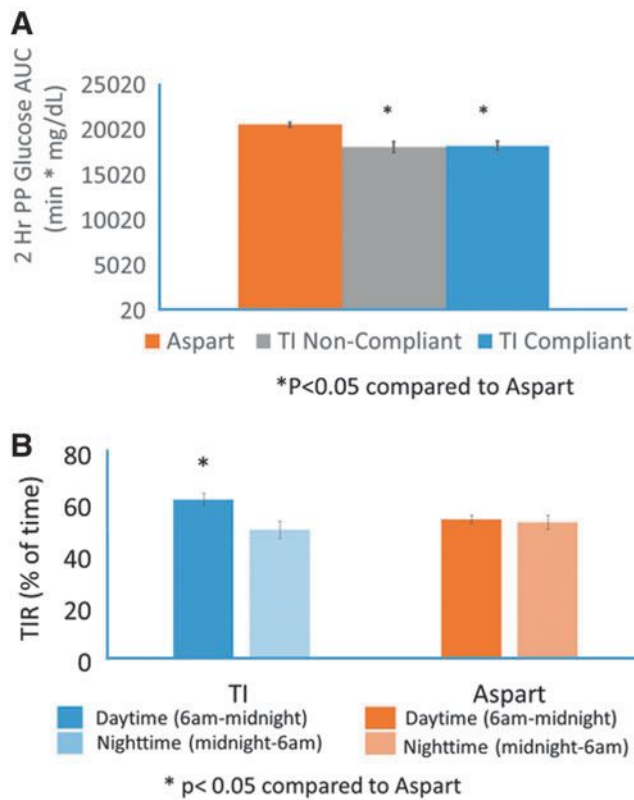 A
2 Hr PP Glucose AUC
(min * mg/dL)
25020
20020
15020
10020
5020
20
* *
Aspart TI Non-Compliant TI Compliant
*P<0.05 compared to Aspart
B
TIR (% of time)
80
60
40
20
0
*
TI Aspart
Daytime (6am-midnight) Daytime (6am-midnight)
Nighttime (midnight-6am) Nighttime (midnight-6am)
* p< 0.05 compared to Aspart